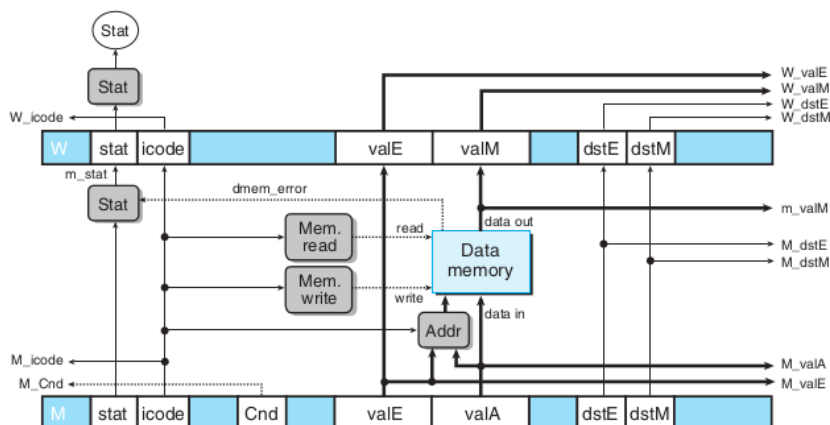 Stat
Stat
W_valE
W_valM
W_icode
W_dstE
W_dstM
W stat icode valE valM dstE dstM
m_stat
dmem_error
Stat
Mem. read
read
data out
m_valM
Data memory
M_dstE
M_dstM
Mem. write
write
data in
Addr
M_icode
M_valA
M_Cnd
M_valE
M stat icode Cnd valE valA dstE dstM